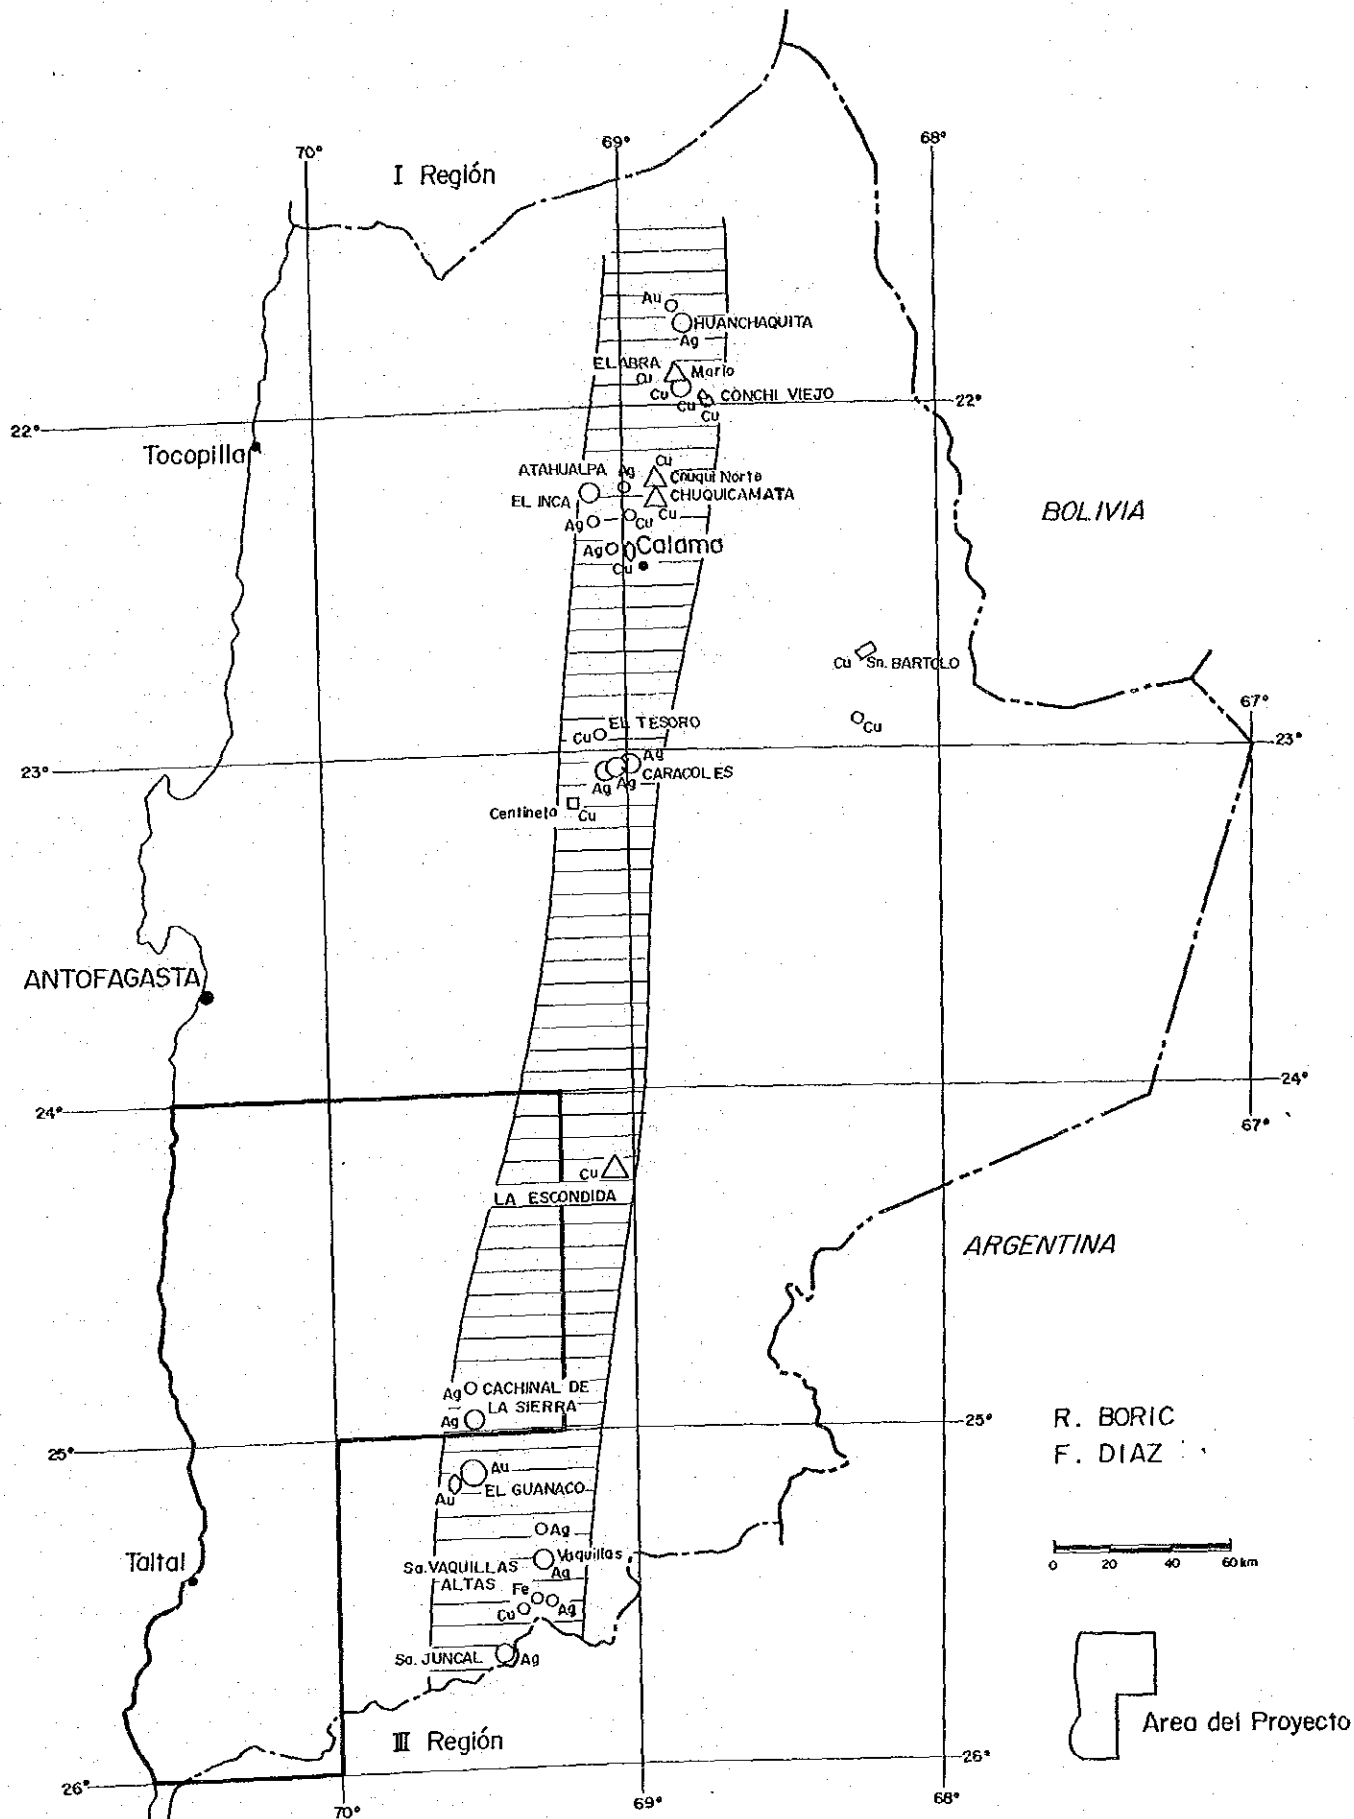 70°
69°
68°
I Región
Au
HUANCHAQUITA
Ag
EL ABRA
Mario
Cu
Cu
Cu
CONCHI VIEJO
Cu
22°
22°
Tocopilla
ATAHUALPA
Ag
Cu
Chuqui Norte
EL INCA
CHUQUICAMATA
Ag
Cu
Cu
Ag
Calama
Cu
BOLIVIA
Cu
Sn. BARTOLO
Cu
67°
EL TESORO
Cu
23°
23°
Ag
CARACOLES
Ag
Ag
Centinela
Cu
ANTOFAGASTA
24°
24°
67°
Cu
LA ESCONDIDA
ARGENTINA
Ag
CACHINAL DE
LA SIERRA
Ag
25°
25°
R. BORIC
F. DIAZ
Au
EL GUANACO
Au
Ag
Taltal
Sa. VAQUILLAS
ALTAS
Vaquillas
Ag
Fe
Cu
Ag
0 20 40 60 km
Sa. JUNCAL
Ag
Area del Proyecto
III Región
26°
26°
70°
69°
68°